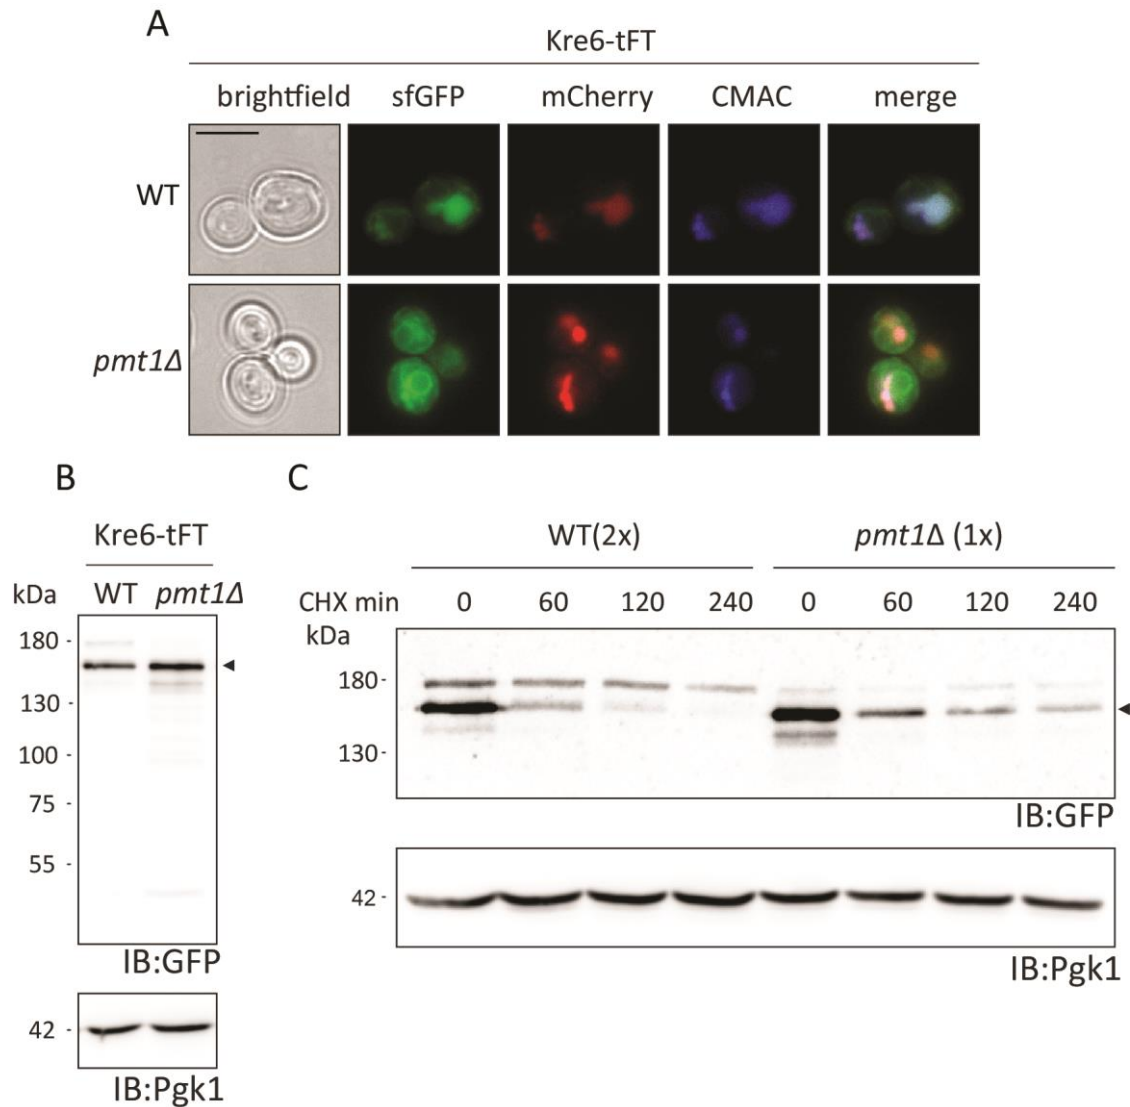 A
Kre6-tFT
brightfield sfGFP mCherry CMAC merge
WT
pmt1Δ
B
Kre6-tFT
kDa WT pmt1Δ
180 -
130 -
100 -
75 -
55 -
IB:GFP
42 -
IB:Pgk1
C
WT(2x) pmt1Δ (1x)
CHX min 0 60 120 240 0 60 120 240
kDa
180-
130-
IB:GFP
42 -
IB:Pgk1